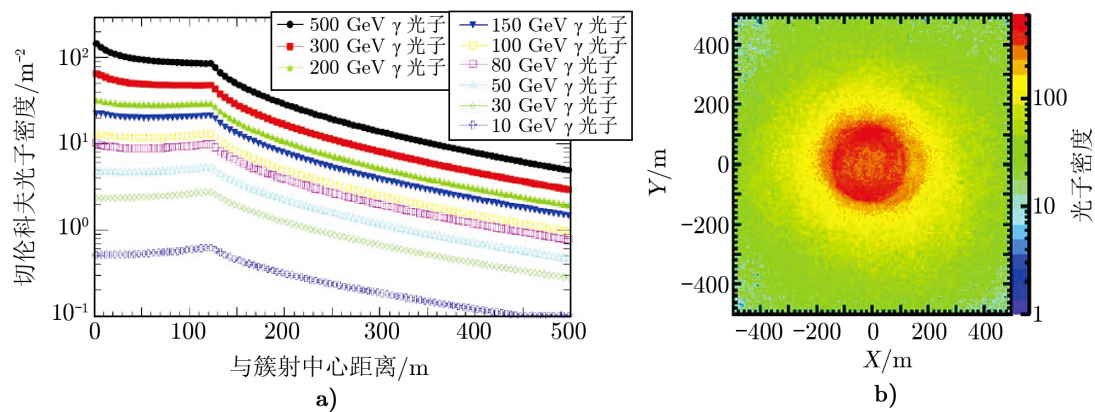 500 GeV γ 光子
300 GeV γ 光子
200 GeV γ 光子
150 GeV γ 光子
100 GeV γ 光子
80 GeV γ 光子
50 GeV γ 光子
30 GeV γ 光子
10 GeV γ 光子
切伦科夫光子密度/m⁻²
10²
10¹
10⁰
10⁻¹
0 100 200 300 400 500
与簇射中心距离/m
a)
Y/m
400
200
0
−200
−400
−400 −200 0 200 400
X/m
100
10
1
光子密度
b)